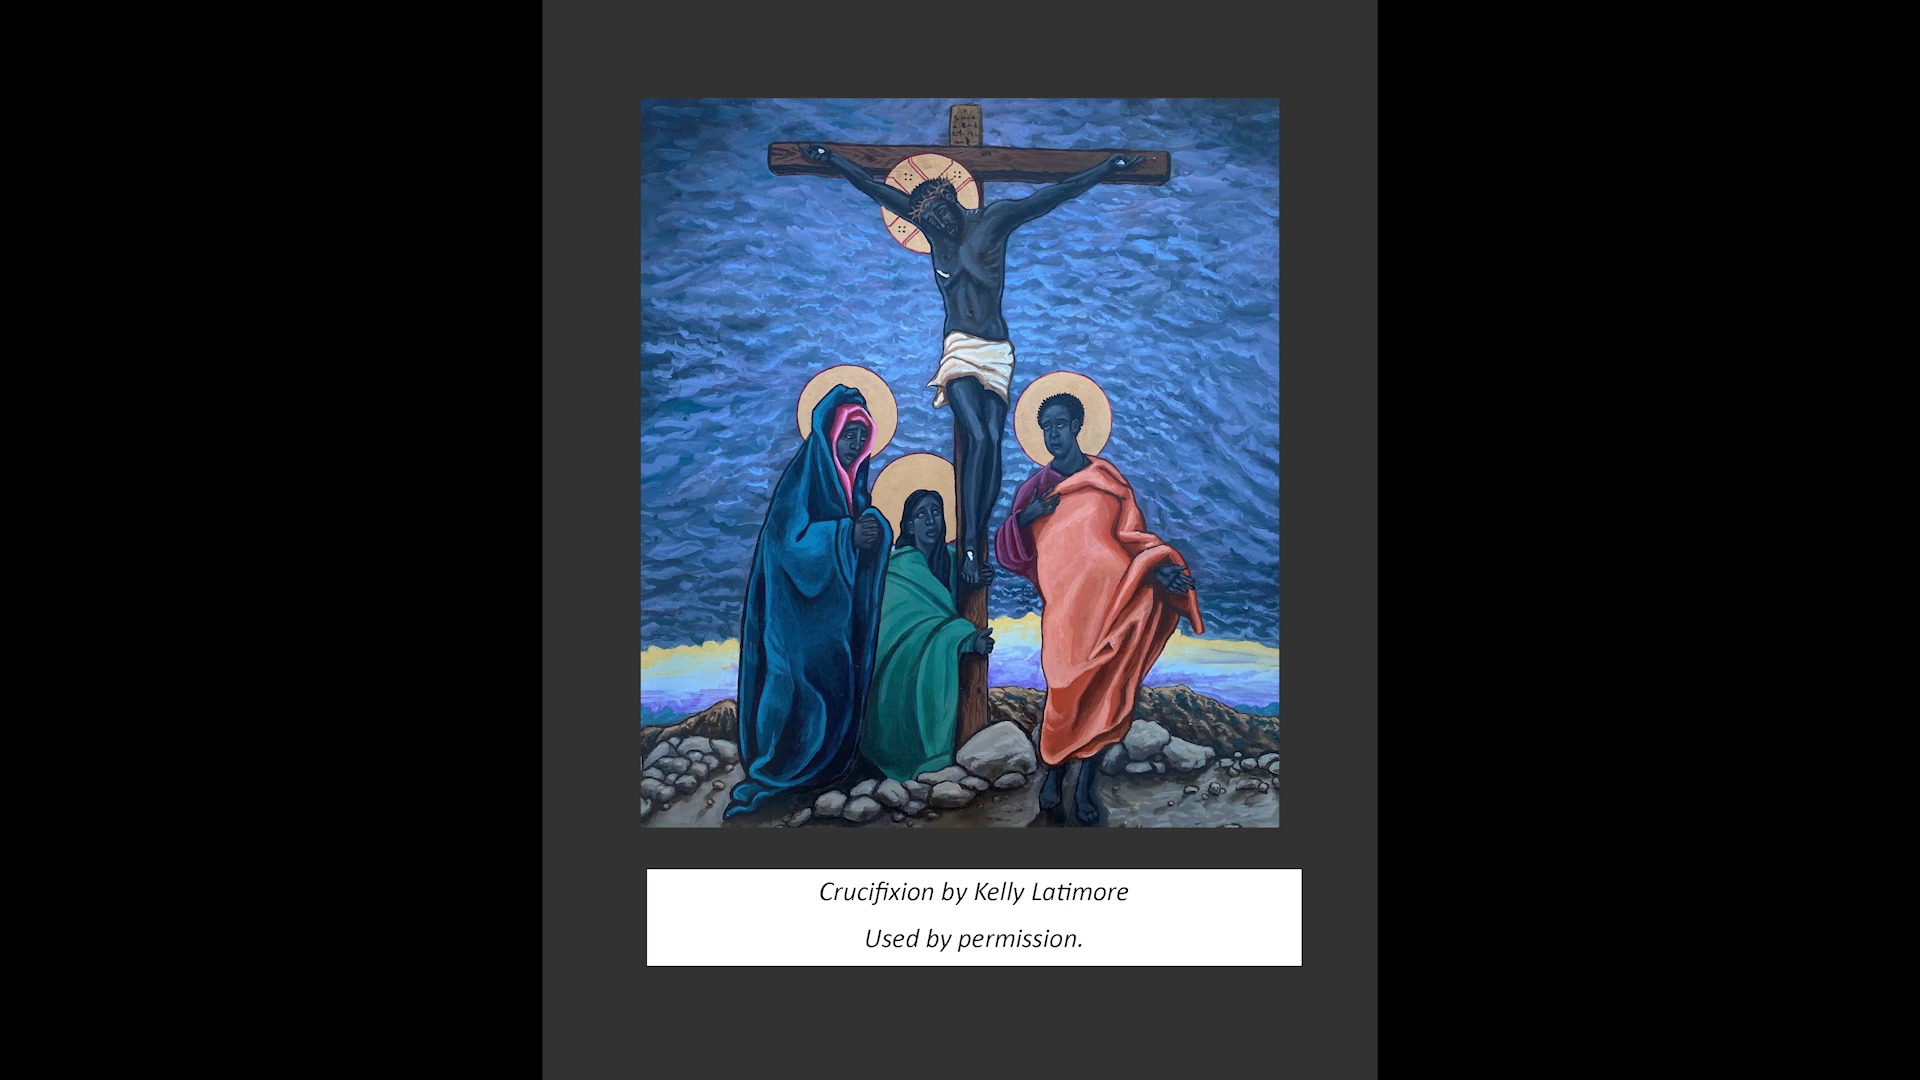 Crucifixion by Kelly Latimore
Used by permission.